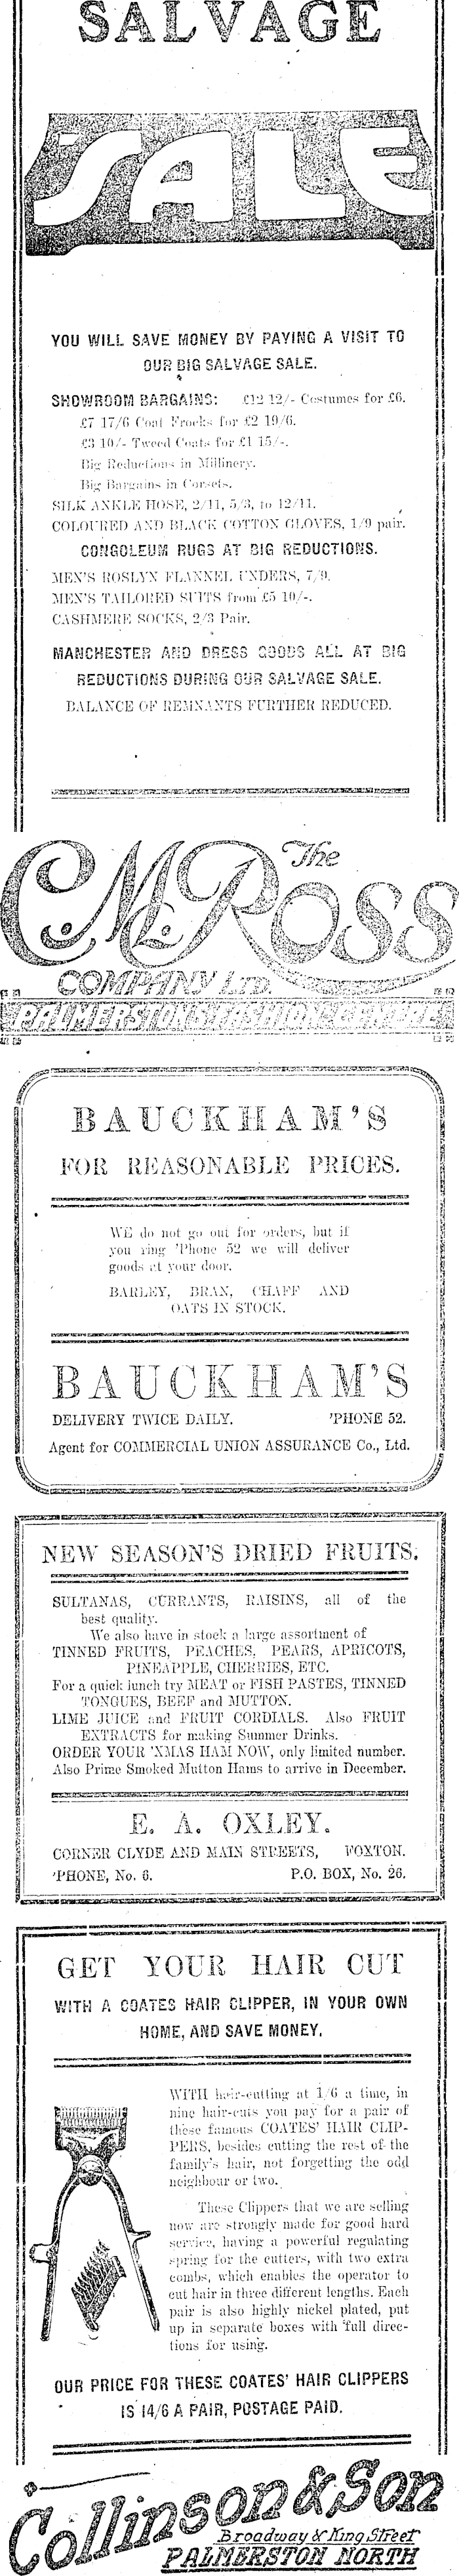 SALVAGE
SALE
YOU WILL SAVE MONEY BY PAYING A VISIT TO
OUR BIG SALVAGE SALE.
SHOWROOM BARGAINS: £12 12/- Costumes for £6.
£7 17/6 Coat Frocks for £2 19/6.
£3 10/- Tweed Coats for £1 15/-.
Big Reductions in Millinery.
Big Bargains in Corsets.
SILK ANKLE HOSE, 2/11, 5/3, to 12/11.
COLOURED AND BLACK COTTON GLOVES, 1/9 pair.
CONGOLEUM RUGS AT BIG REDUCTIONS.
MEN'S ROSLYN FLANNEL UNDERS, 7/9.
MEN'S TAILORED SUITS from £5 10/-.
CASHMERE SOCKS, 2/3 Pair.
MANCHESTER AND DRESS GOODS ALL AT BIG
REDUCTIONS DURING OUR SALVAGE SALE.
BALANCE OF REMNANTS FURTHER REDUCED.
The
C.M. ROSS
COMPANY LTD.
PALMERSTON'S FASHION CENTRE
BAUCKHAM'S
FOR REASONABLE PRICES.
WE do not go out for orders, but if
you ring 'Phone 52 we will deliver
goods at your door.
BARLEY, BRAN, CHAFF AND
OATS IN STOCK.
BAUCKHAM'S
DELIVERY TWICE DAILY. 'PHONE 52.
Agent for COMMERCIAL UNION ASSURANCE Co., Ltd.
NEW SEASON'S DRIED FRUITS.
SULTANAS, CURRANTS, RAISINS, all of the
best quality.
We also have in stock a large assortment of
TINNED FRUITS, PEACHES, PEARS, APRICOTS,
PINEAPPLE, CHERRIES, ETC.
For a quick lunch try MEAT or FISH PASTES, TINNED
TONGUES, BEEF and MUTTON.
LIME JUICE and FRUIT CORDIALS. Also FRUIT
EXTRACTS for making Summer Drinks.
ORDER YOUR 'XMAS HAM NOW, only limited number.
Also Prime Smoked Mutton Hams to arrive in December.
E. A. OXLEY.
CORNER CLYDE AND MAIN STREETS, FOXTON.
'PHONE, No. 6. P.O. BOX, No. 26.
GET YOUR HAIR CUT
WITH A COATES HAIR CLIPPER, IN YOUR OWN
HOME, AND SAVE MONEY.
WITH hair-cutting at 1/6 a time, in
nine hair-cuts you pay for a pair of
these famous COATES' HAIR CLIP-
PERS, besides cutting the rest of the
family's hair, not forgetting the odd
neighbour or two.
These Clippers that we are selling
now are strongly made for good hard
service, having a powerful regulating
spring for the cutters, with two extra
combs, which enables the operator to
cut hair in three different lengths. Each
pair is also highly nickel plated, put
up in separate boxes with full direc-
tions for using.
OUR PRICE FOR THESE COATES' HAIR CLIPPERS
IS 14/6 A PAIR, POSTAGE PAID.
Collinson & Son
Broadway & King Street
PALMERSTON NORTH